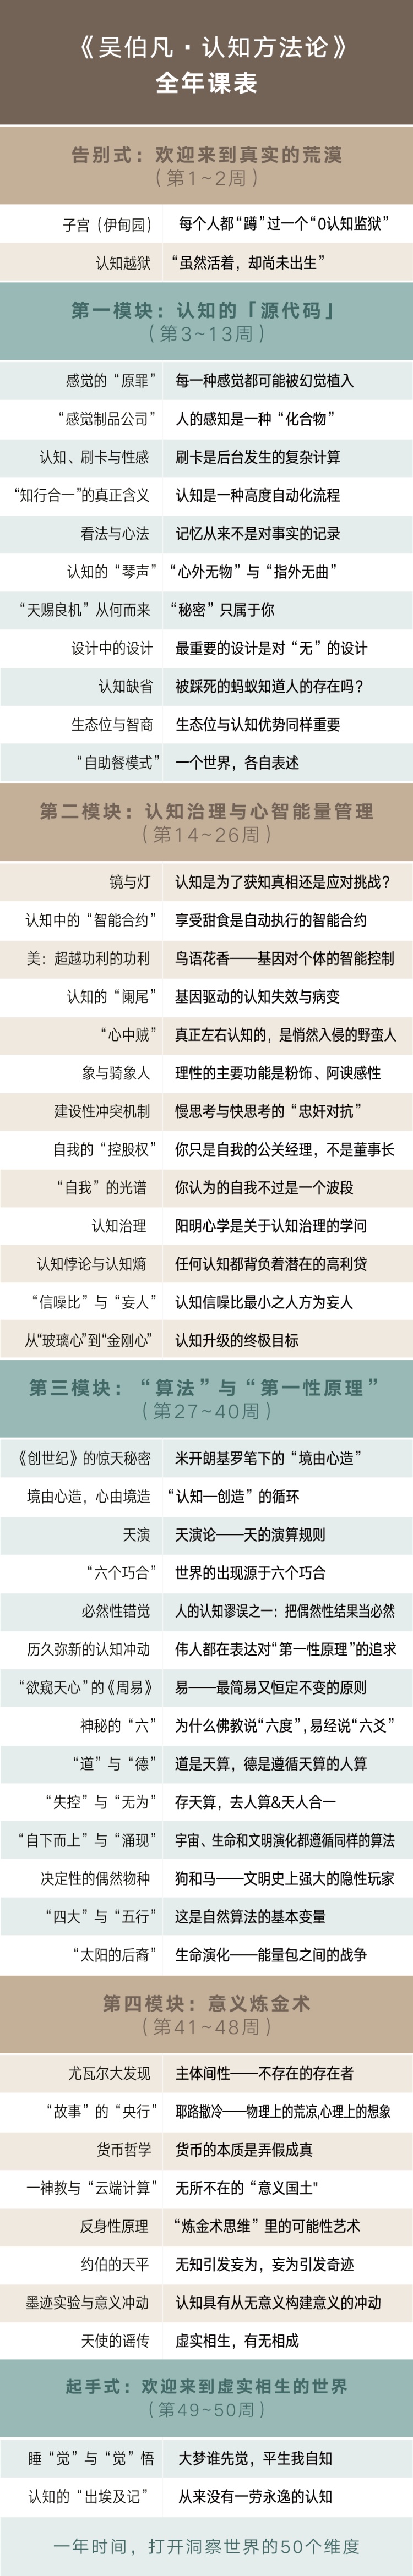 《吴伯凡·认知方法论》
全年课表
告别式：欢迎来到真实的荒漠
（第1~2周）
子宫（伊甸园） 每个人都“蹲”过一个“0认知监狱”
认知越狱 “虽然活着，却尚未出生”
第一模块：认知的「源代码」
（第3~13周）
感觉的“原罪” 每一种感觉都可能被幻觉植入
“感觉制品公司” 人的感知是一种“化合物”
认知、刷卡与性感 刷卡是后台发生的复杂计算
“知行合一”的真正含义 认知是一种高度自动化流程
看法与心法 记忆从来不是对事实的记录
认知的“琴声” “心外无物”与“指外无曲”
“天赐良机”从何而来 “秘密”只属于你
设计中的设计 最重要的设计是对“无”的设计
认知缺省 被踩死的蚂蚁知道人的存在吗？
生态位与智商 生态位与认知优势同样重要
“自助餐模式” 一个世界，各自表述
第二模块：认知治理与心智能量管理
（第14~26周）
镜与灯 认知是为了获知真相还是应对挑战？
认知中的“智能合约” 享受甜食是自动执行的智能合约
美：超越功利的功利 鸟语花香——基因对个体的智能控制
认知的“阑尾” 基因驱动的认知失效与病变
“心中贼” 真正左右认知的，是悄然入侵的野蛮人
象与骑象人 理性的主要功能是粉饰、阿谀感性
建设性冲突机制 慢思考与快思考的“忠奸对抗”
自我的“控股权” 你只是自我的公关经理，不是董事长
“自我”的光谱 你认为的自我不过是一个波段
认知治理 阳明心学是关于认知治理的学问
认知悖论与认知熵 任何认知都背负着潜在的高利贷
“信噪比”与“妄人” 认知信噪比最小之人方为妄人
从“玻璃心”到“金刚心” 认知升级的终极目标
第三模块：“算法”与“第一性原理”
（第27~40周）
《创世纪》的惊天秘密 米开朗基罗笔下的“境由心造”
境由心造，心由境造 “认知—创造”的循环
天演 天演论——天的演算规则
“六个巧合” 世界的出现源于六个巧合
必然性错觉 人的认知谬误之一：把偶然性结果当必然
历久弥新的认知冲动 伟人都在表达对“第一性原理”的追求
“欲窥天心”的《周易》 易——最简易又恒定不变的原则
神秘的“六” 为什么佛教说“六度”，易经说“六爻”
“道”与“德” 道是天算，德是遵循天算的人算
“失控”与“无为” 存天算，去人算&天人合一
“自下而上”与“涌现” 宇宙、生命和文明演化都遵循同样的算法
决定性的偶然物种 狗和马——文明史上强大的隐性玩家
“四大”与“五行” 这是自然算法的基本变量
“太阳的后裔” 生命演化——能量包之间的战争
第四模块：意义炼金术
（第41~48周）
尤瓦尔大发现 主体间性——不存在的存在者
“故事”的“央行” 耶路撒冷——物理上的荒凉,心理上的想象
货币哲学 货币的本质是弄假成真
一神教与“云端计算” 无所不在的“意义国土"
反身性原理 “炼金术思维”里的可能性艺术
约伯的天平 无知引发妄为，妄为引发奇迹
墨迹实验与意义冲动 认知具有从无意义构建意义的冲动
天使的谣传 虚实相生，有无相成
起手式：欢迎来到虚实相生的世界
（第49~50周）
睡“觉”与“觉”悟 大梦谁先觉，平生我自知
认知的“出埃及记” 从来没有一劳永逸的认知
一年时间，打开洞察世界的50个维度